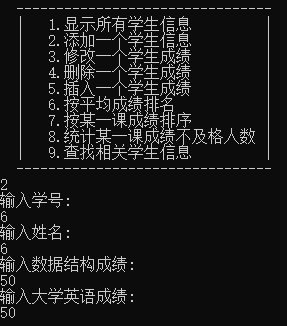 1.显示所有学生信息
2.添加一个学生成绩
3.修改一个学生成绩
4.删除一个学生成绩
5.插入一个学生成绩
6.按平均成绩排名
7.按某一课成绩排序
8.统计某一课成绩不及格人数
9.查找相关学生信息
2
输入学号:
6
输入姓名:
6
输入数据结构成绩:
50
输入大学英语成绩:
50